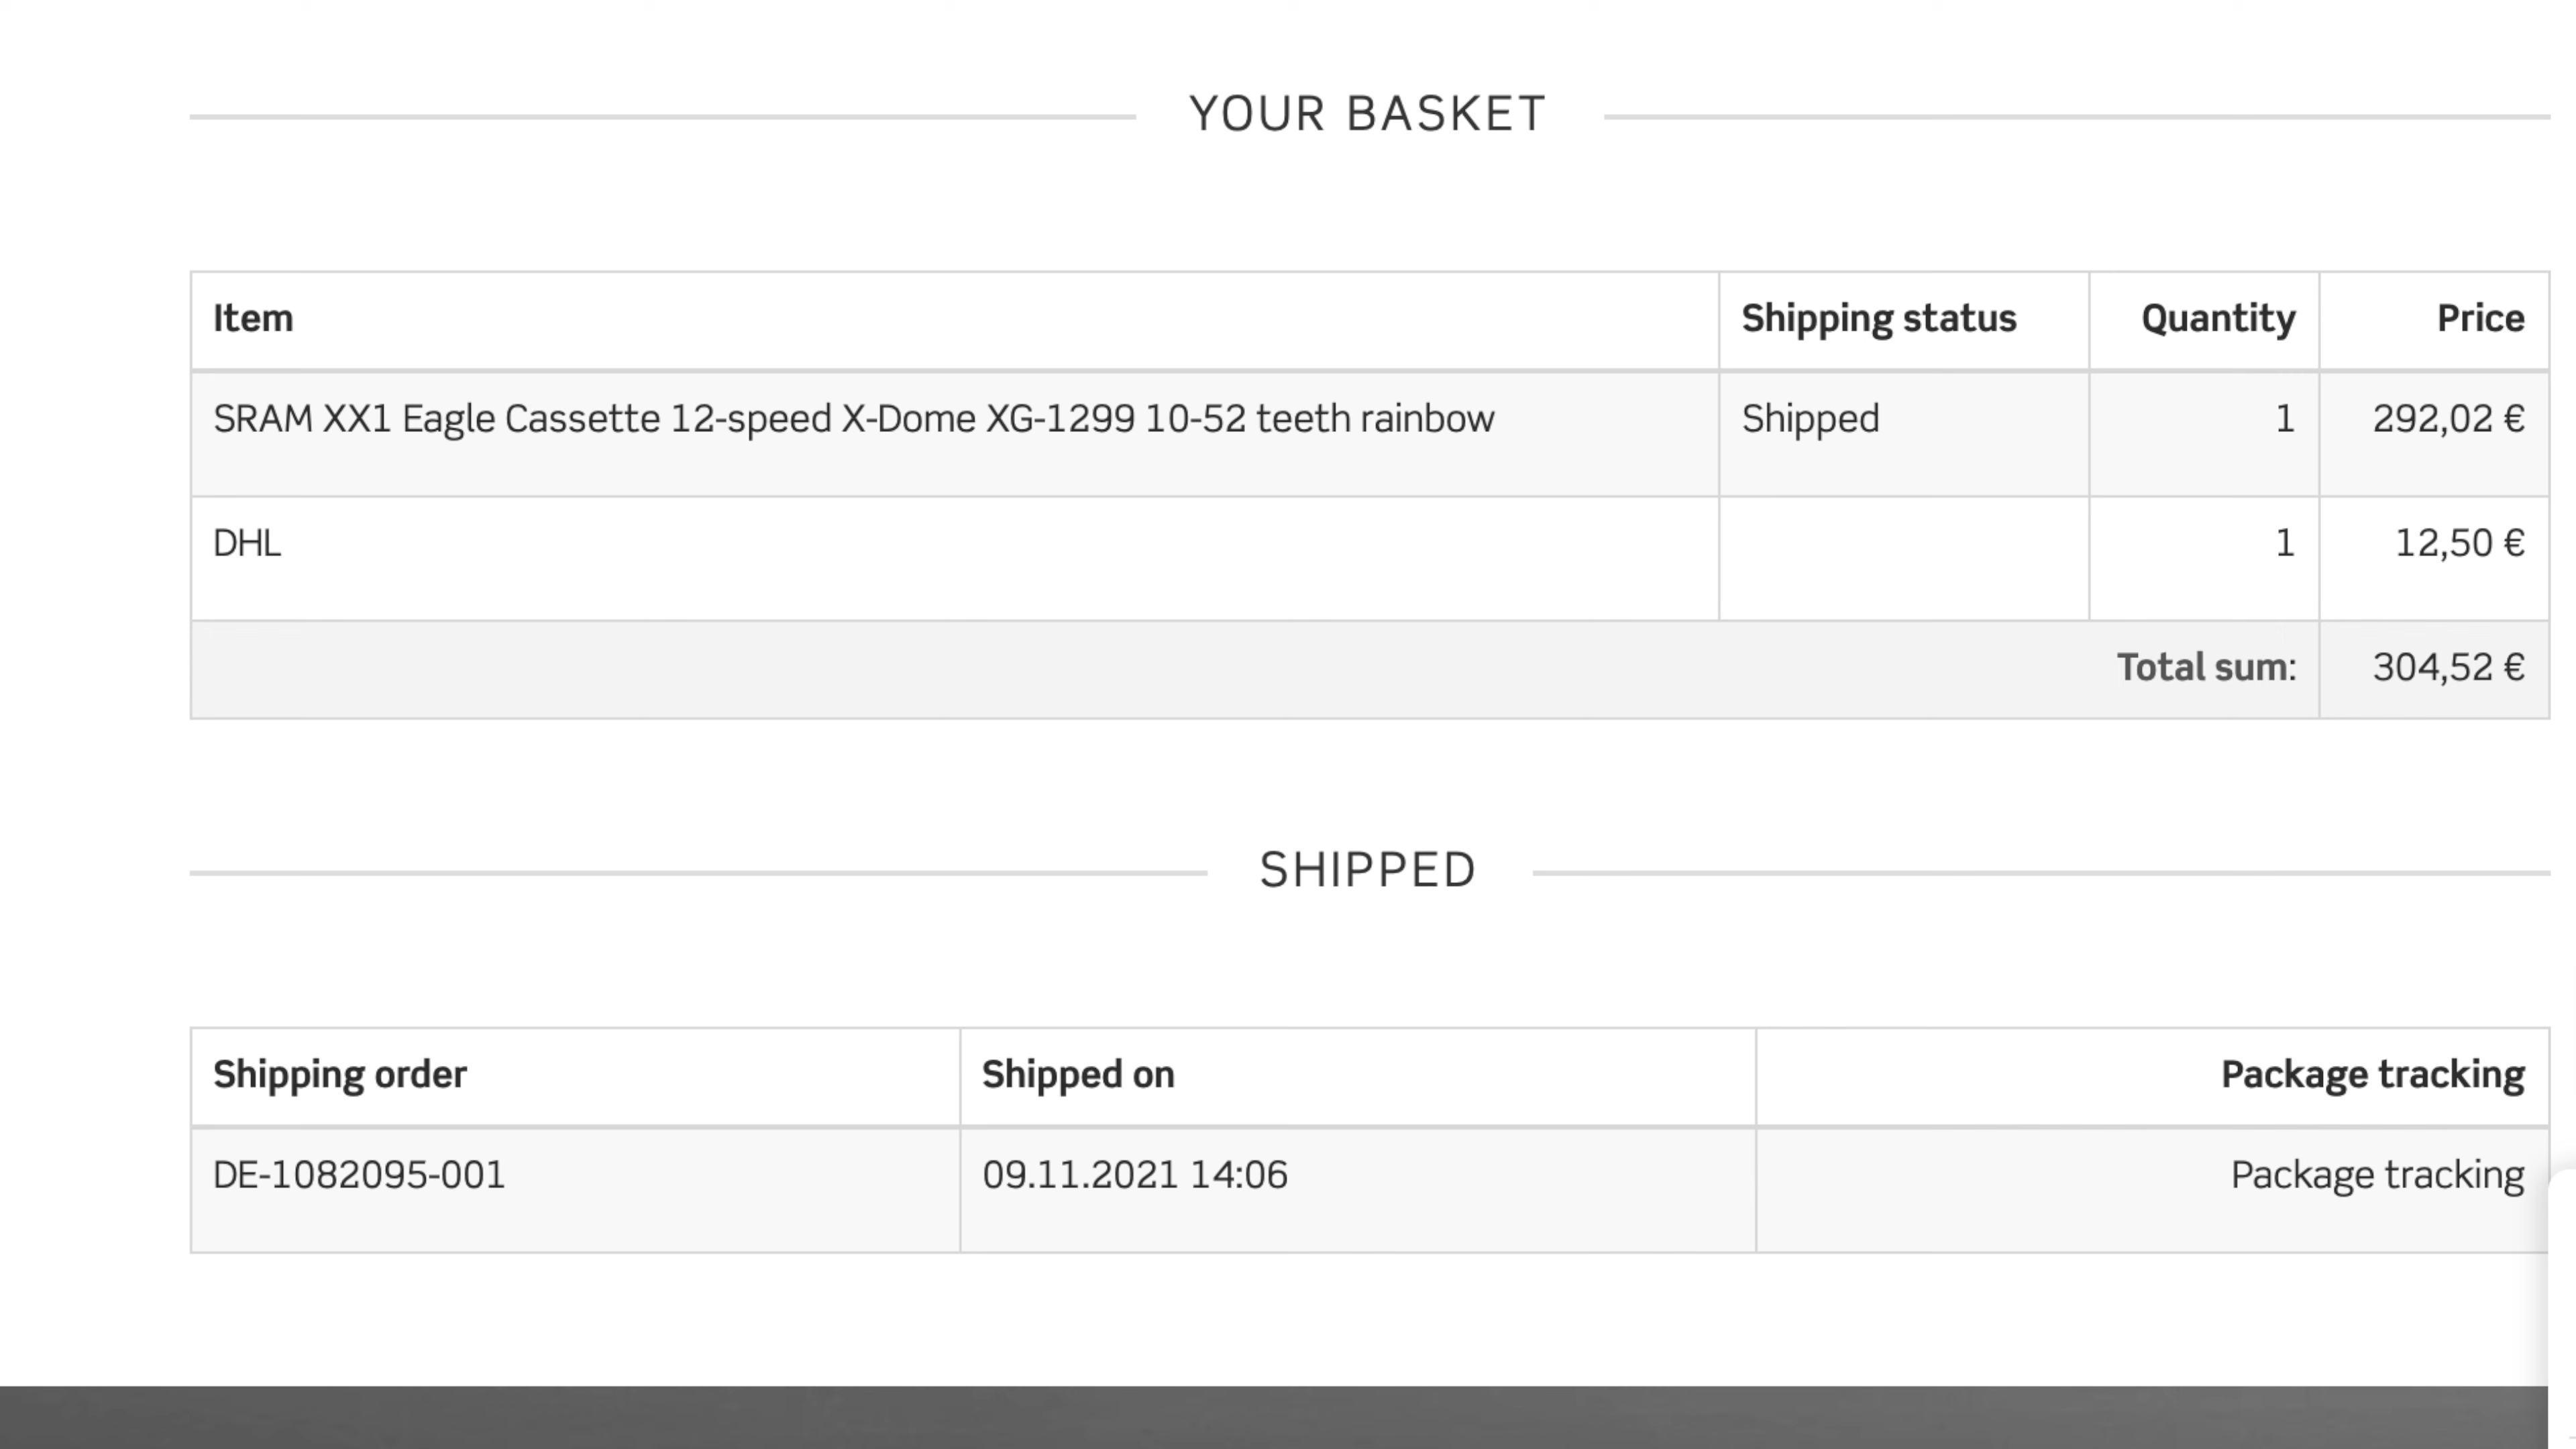 YOUR BASKET
Item Shipping status Quantity Price
SRAM XX1 Eagle Cassette 12-speed X-Dome XG-1299 10-52 teeth rainbow Shipped 1 292,02 €
DHL 1 12,50 €
Total sum: 304,52 €
SHIPPED
Shipping order Shipped on Package tracking
DE-1082095-001 09.11.2021 14:06 Package tracking